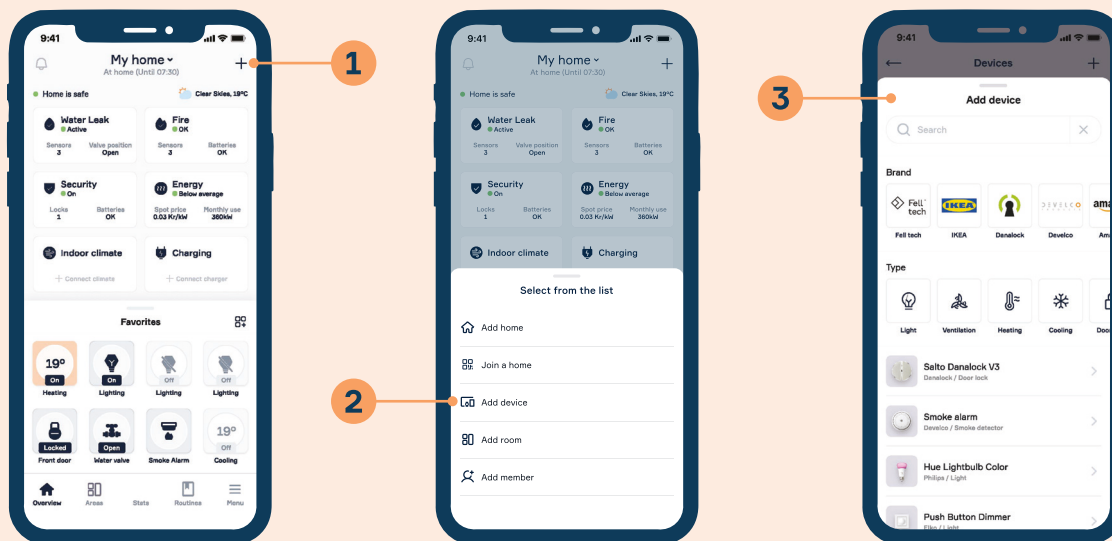 9:41
My home
At home (Until 07:30)
Home is safe
Clear Skies, 19°C
Water Leak
Active
Sensors
3
Valve position
Open
Fire
OK
Sensors
3
Batteries
OK
Security
On
Locks
1
Batteries
OK
Energy
Below average
Spot price
0.03 Kr/kW
Monthly use
360kW
Indoor climate
+ Connect climate
Charging
+ Connect charger
Favorites
19°
On
Heating
On
Lighting
Off
Lighting
Off
Lighting
Locked
Front door
Open
Water valve
Smoke Alarm
19°
Off
Cooling
Overview
Areas
Stats
Routines
Menu
1
9:41
My home
At home (Until 07:30)
Home is safe
Clear Skies, 19°C
Water Leak
Active
Sensors
3
Valve position
Open
Fire
OK
Sensors
3
Batteries
OK
Security
On
Locks
1
Batteries
OK
Energy
Below average
Spot price
0.03 Kr/kW
Monthly use
360kW
Indoor climate
Charging
Select from the list
Add home
Join a home
Add device
Add room
Add member
2
9:41
Devices
Add device
3
Search
Brand
Fell
tech
IKEA
DEVELCO
ama
Fell tech
IKEA
Danalock
Develco
Am
Type
Light
Ventilation
Heating
Cooling
Doo
Salto Danalock V3
Danalock / Door lock
Smoke alarm
Develco / Smoke detector
Hue Lightbulb Color
Philips / Light
Push Button Dimmer
Elko / Light